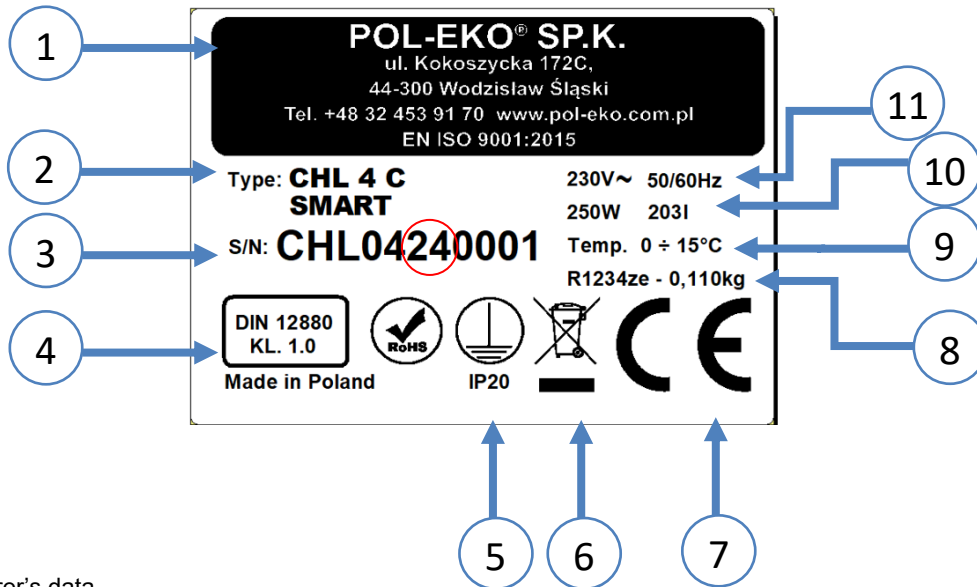 POL-EKO® SP.K.
ul. Kokoszycka 172C,
44-300 Wodzisław Śląski
Tel. +48 32 453 91 70 www.pol-eko.com.pl
EN ISO 9001:2015
Type: CHL 4 C
SMART
S/N: CHL04240001
230V~ 50/60Hz
250W 203l
Temp. 0 ÷ 15°C
R1234ze - 0,110kg
DIN 12880
KL. 1.0
RoHS
CE
Made in Poland
IP20
1
2
3
4
5
6
7
8
9
10
11
data